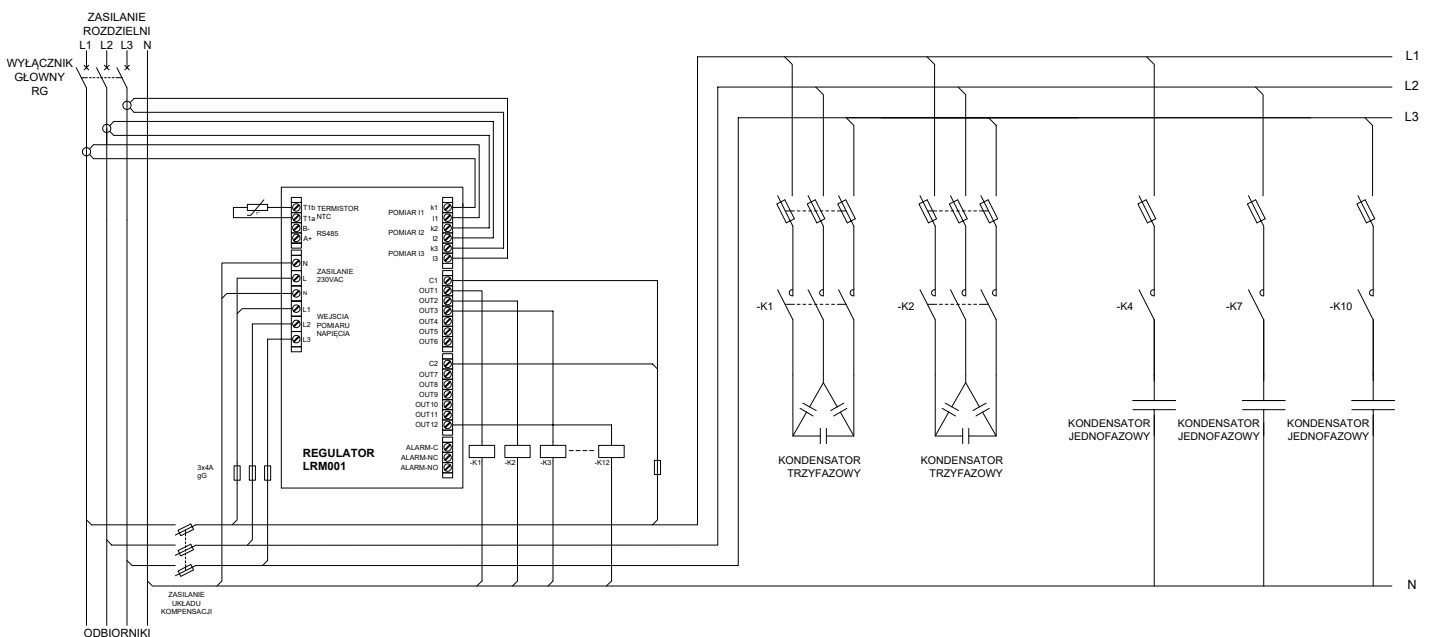 ZASILANIE
ROZDZIELNI
L1 L2 L3 N
WYŁĄCZNIK
GŁOWNY
RG
L1
L2
L3
T1b TERMISTOR
T1a NTC
B- RS485
A+
N
L
ZASILANIE
230VAC
N
L1
L2
L3
WEJSCIA
POMIARU
NAPIĘCIA
k1
POMIAR I1
l1
k2
POMIAR I2
l2
k3
POMIAR I3
l3
C1
OUT1
OUT2
OUT3
OUT4
OUT5
OUT6
C2
OUT7
OUT8
OUT9
OUT10
OUT11
OUT12
ALARM-C
ALARM-NC
ALARM-NO
REGULATOR
LRM001
3x4A
gG
-K1
-K2
-K3
-K12
-K1
-K2
-K4
-K7
-K10
KONDENSATOR
TRZYFAZOWY
KONDENSATOR
TRZYFAZOWY
KONDENSATOR
JEDNOFAZOWY
KONDENSATOR
JEDNOFAZOWY
KONDENSATOR
JEDNOFAZOWY
N
ZASILANIE
UKŁADU
KOMPENSACJI
ODBIORNIKI